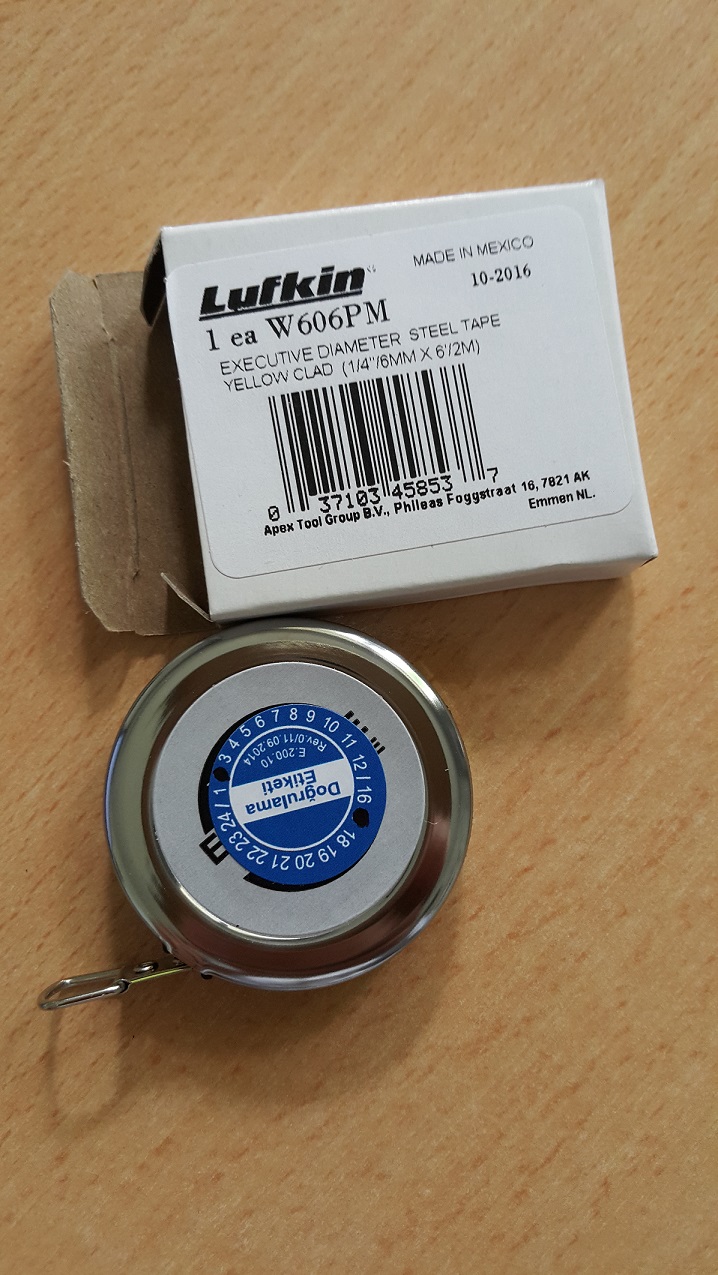 Lufkin
MADE IN MEXICO
10-2016
1 ea W606PM
EXECUTIVE DIAMETER STEEL TAPE
YELLOW CLAD (1/4"/6MM X 6'/2M)
0 37103 45853 7
Apex Tool Group B.V., Phileas Foggstraat 16, 7821 AK
Emmen NL.
1 3 4 5 6 7 8 9 10 11 12 / 16 18 19 20 21 22 23 24 /
Doğrulama
Etiketi
E.200.10
Rev.0/11.09.2014